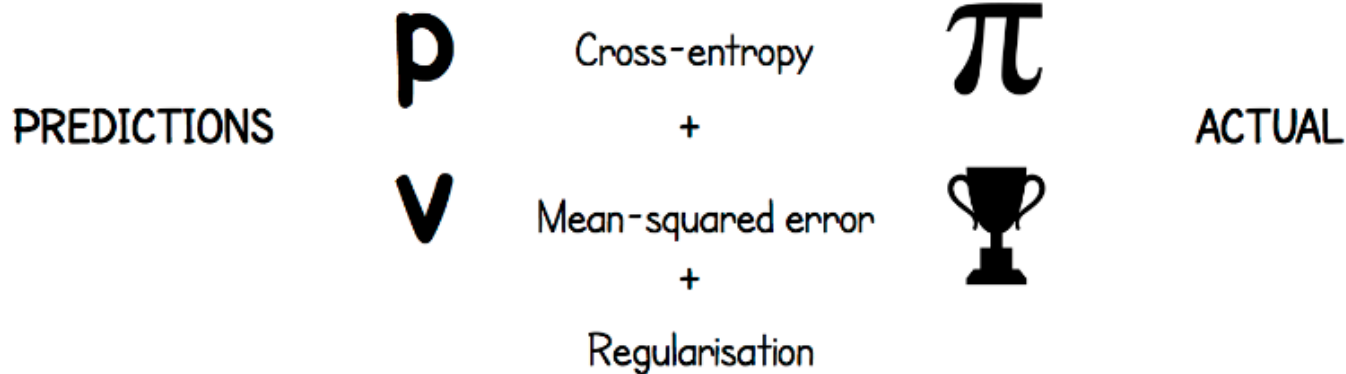 p Cross-entropy π
PREDICTIONS + ACTUAL
v Mean-squared error
+
Regularisation